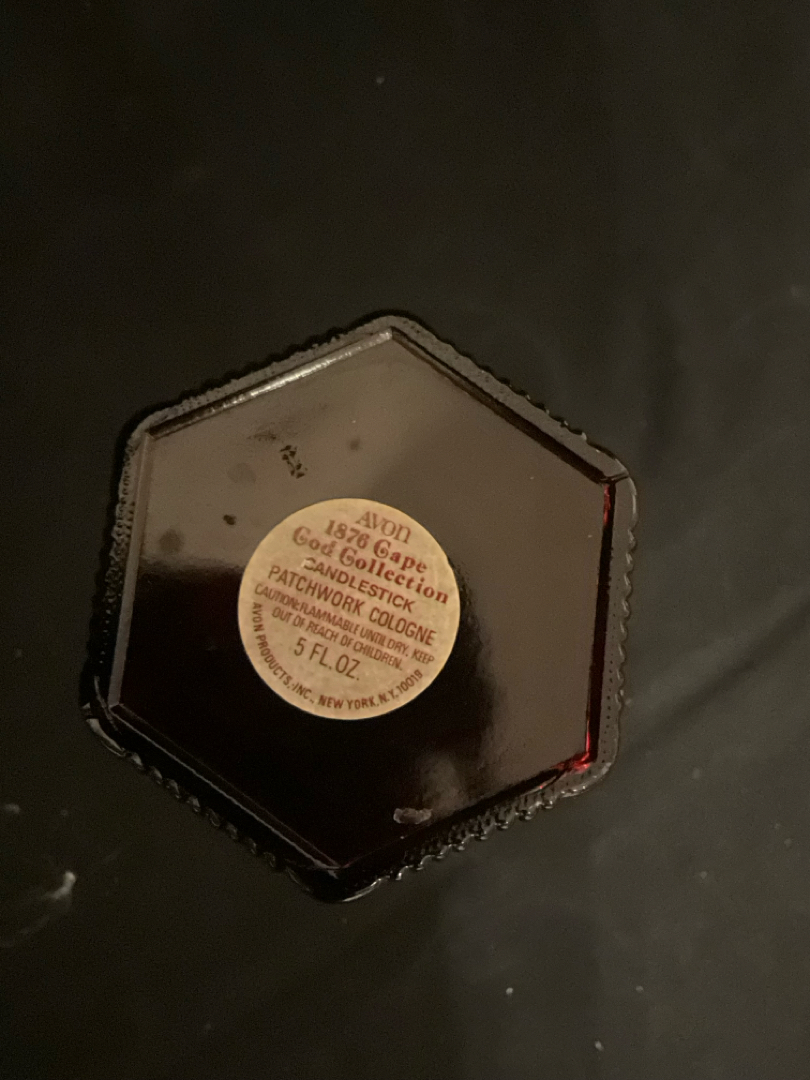 AVON
1876 Cape
Cod Collection
CANDLESTICK
PATCHWORK COLOGNE
CAUTION: FLAMMABLE UNTIL DRY. KEEP
OUT OF REACH OF CHILDREN.
5 FL. OZ.
AVON PRODUCTS, INC., NEW YORK, N.Y. 10019